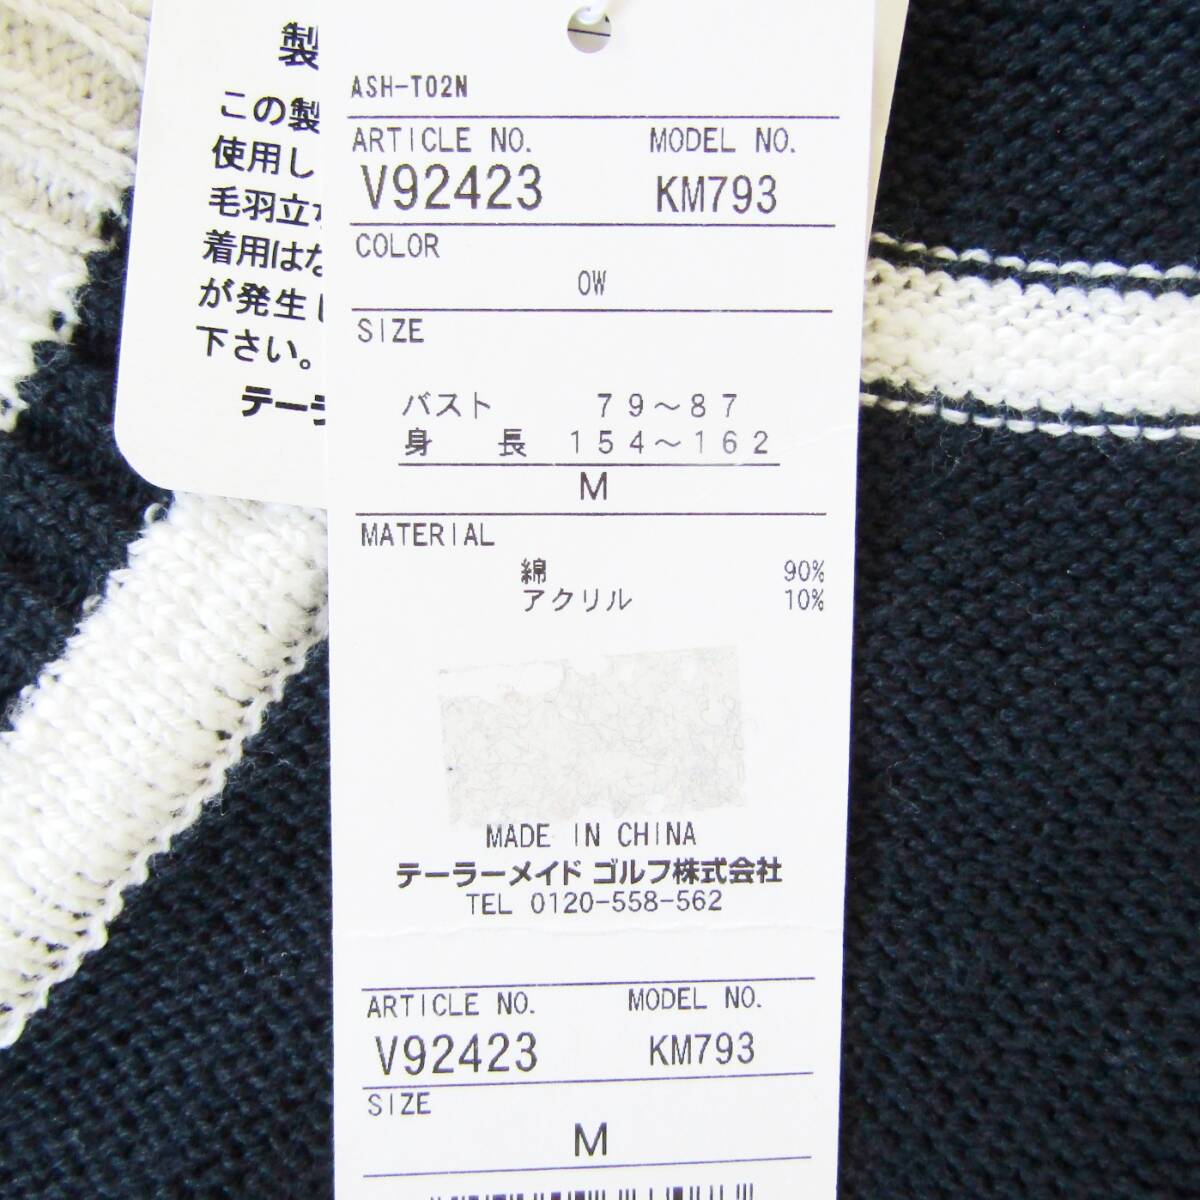 製
この製
使用し
毛羽立
着用はな
が発生し
下さい。
テーラ
ASH-T02N
ARTICLE NO. MODEL NO.
V92423 KM793
COLOR
OW
SIZE
バスト 79～87
身長 154～162
M
MATERIAL
綿 90%
アクリル 10%
MADE IN CHINA
テーラーメイド ゴルフ株式会社
TEL 0120-558-562
ARTICLE NO. MODEL NO.
V92423 KM793
SIZE
M